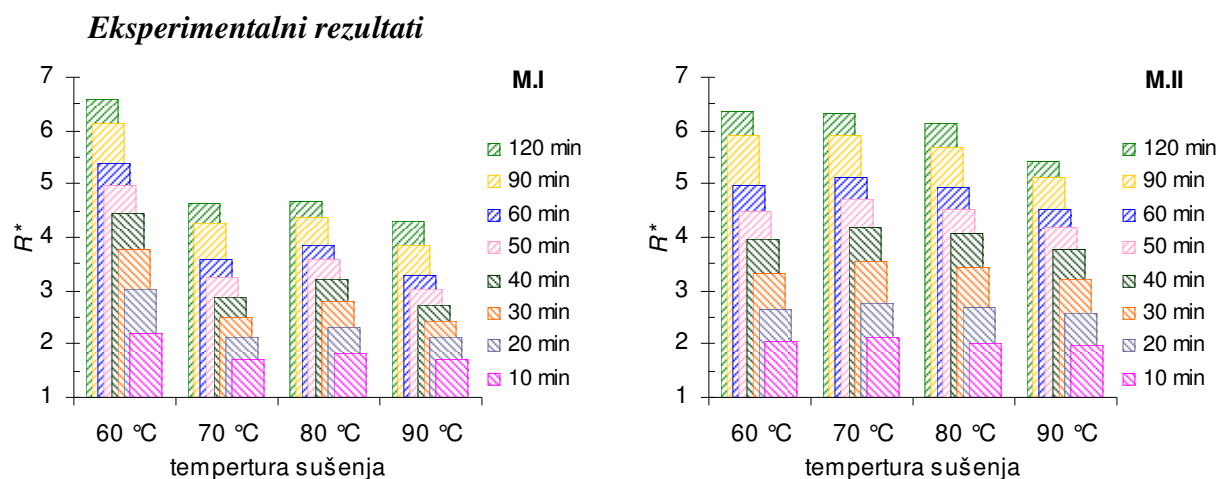 Eksperimentalni rezultati
M.I
7
6
5
4
3
2
1
R*
120 min
90 min
60 min
50 min
40 min
30 min
20 min
10 min
60 °C 70 °C 80 °C 90 °C
tempertura sušenja
M.II
7
6
5
4
3
2
1
R*
120 min
90 min
60 min
50 min
40 min
30 min
20 min
10 min
60 °C 70 °C 80 °C 90 °C
tempertura sušenja